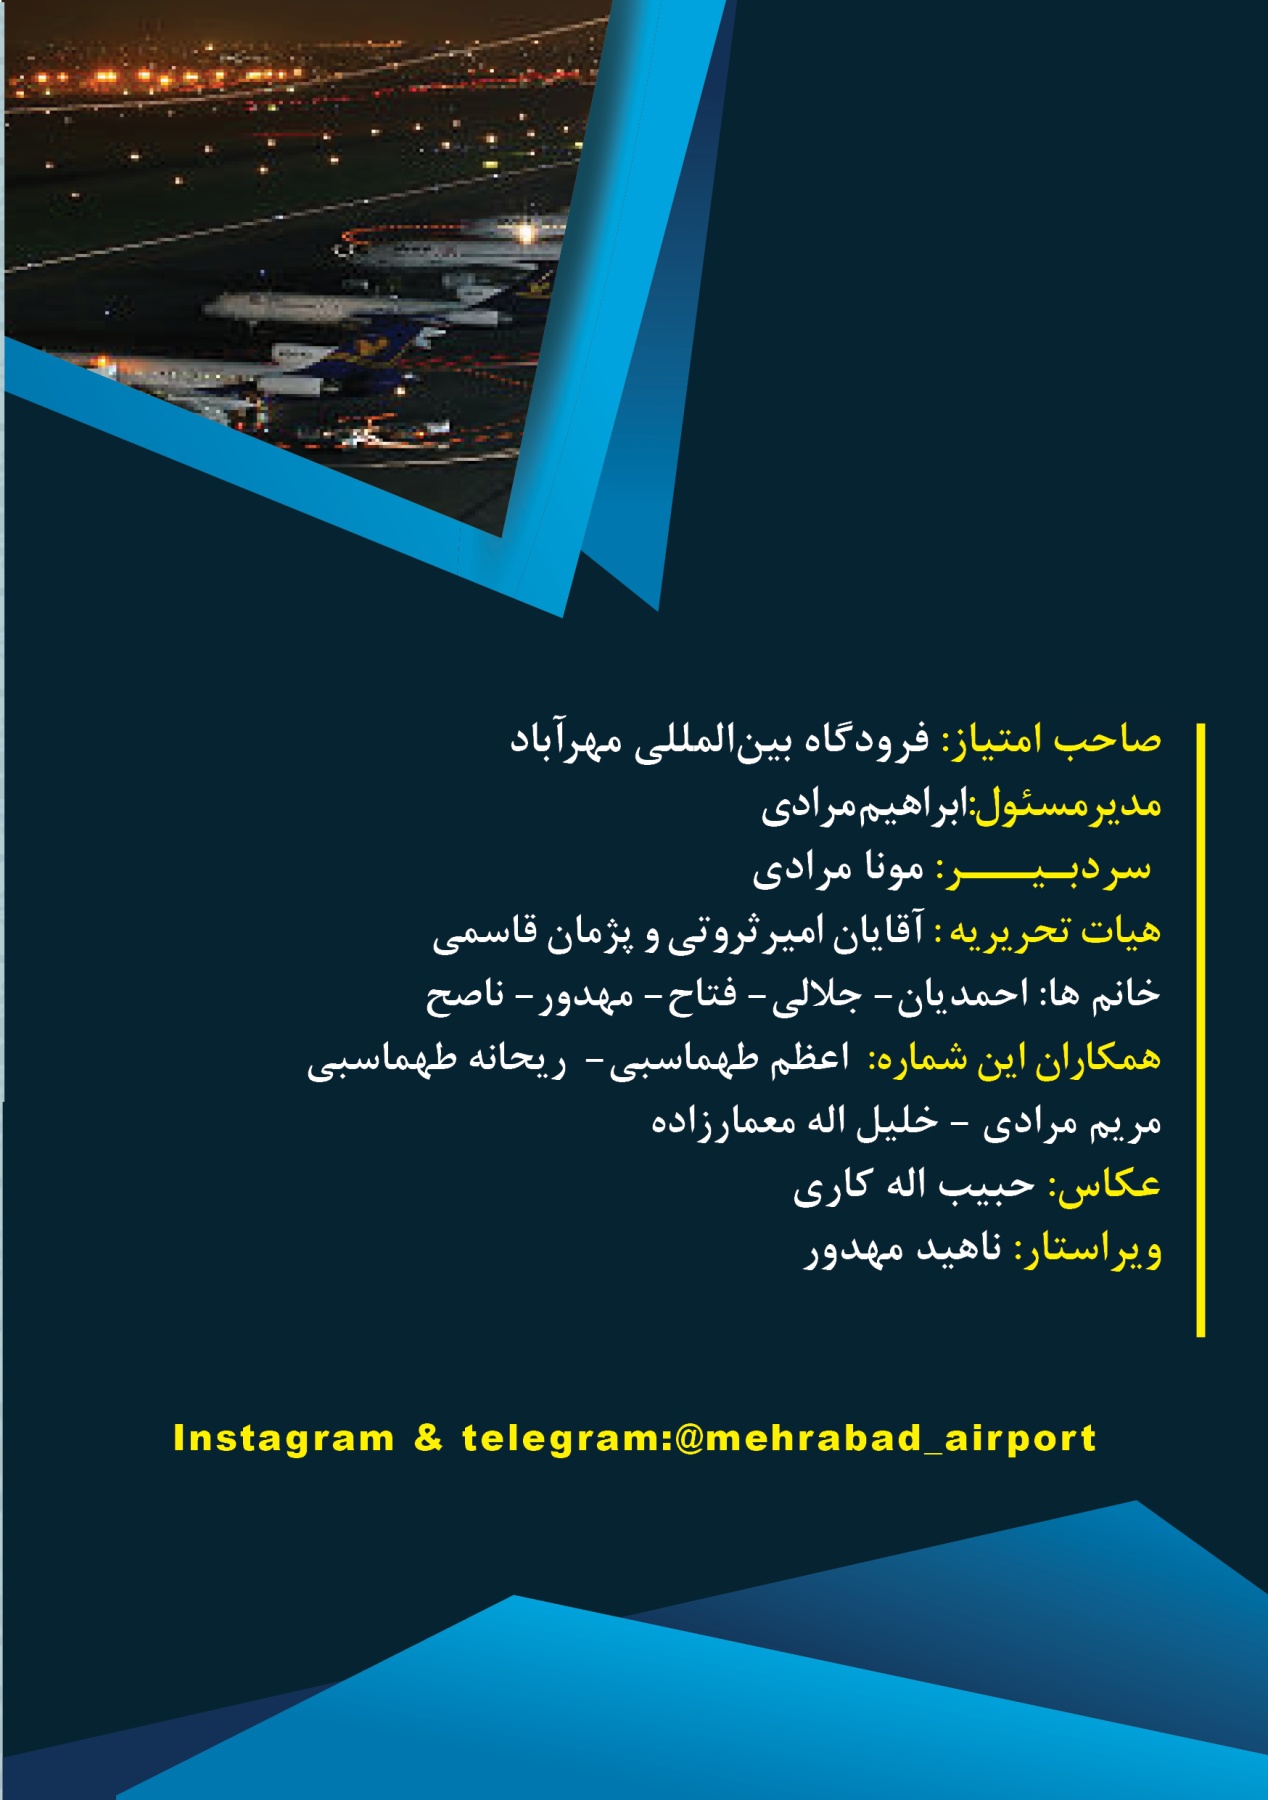 صاحب امتیاز: فرودگاه بین‌المللی مهرآباد
مدیرمسئول:ابراهیم‌مرادی
سردبـیـــــر: مونا مرادی
هیات تحریریه : آقایان امیرثروتی و پژمان قاسمی
خانم ها: احمدیان– جلالی– فتاح– مهدور– ناصح
همکاران این شماره: اعظم طهماسبی– ریحانه طهماسبی
مریم مرادی – خلیل اله معمارزاده
عکاس: حبیب اله کاری
ویراستار: ناهید مهدور
Instagram & telegram:@mehrabad_airport